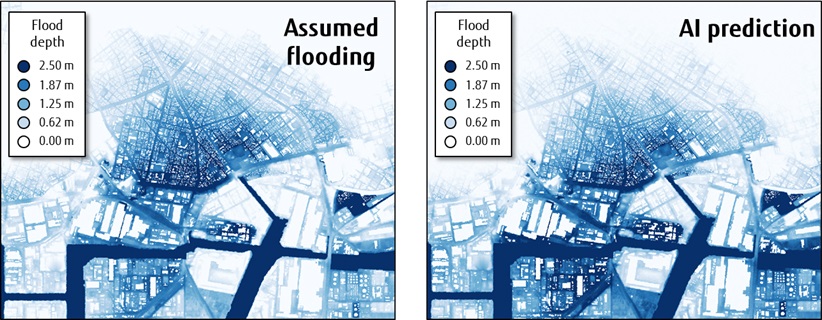 Flood
depth
2.50 m
1.87 m
1.25 m
0.62 m
0.00 m
Assumed
flooding
Flood
depth
2.50 m
1.87 m
1.25 m
0.62 m
0.00 m
AI prediction